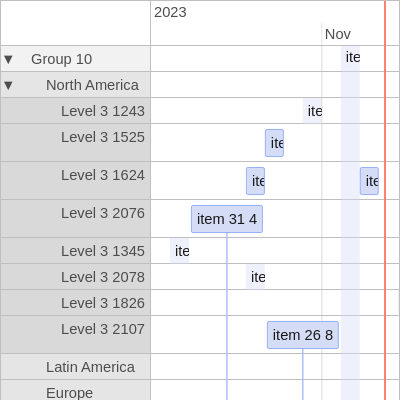 2023
Nov
▼ Group 10 ite
▼ North America
Level 3 1243 ite
Level 3 1525 ite
Level 3 1624 ite ite
Level 3 2076 item 31 4
Level 3 1345 ite
Level 3 2078 ite
Level 3 1826
Level 3 2107 item 26 8
Latin America
Europe